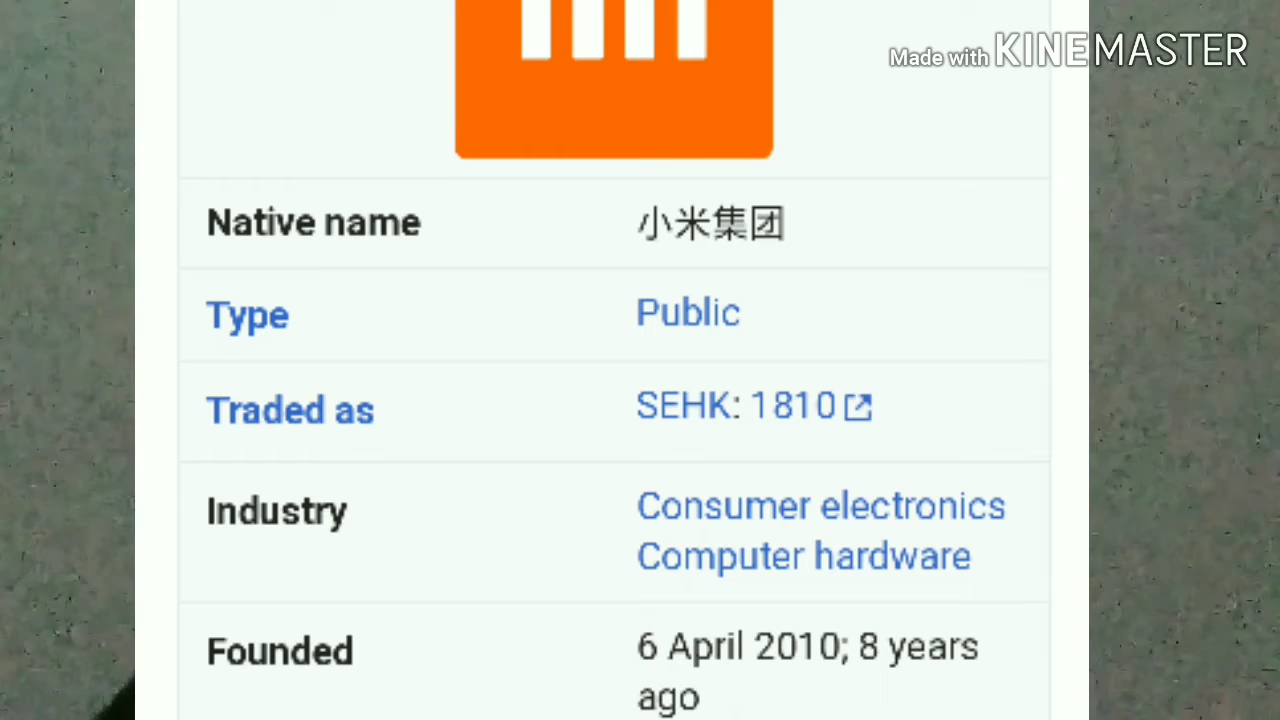 Made with KINEMASTER
Native name 小米集团
Type Public
Traded as SEHK: 1810
Industry Consumer electronics
Computer hardware
Founded 6 April 2010; 8 years
ago